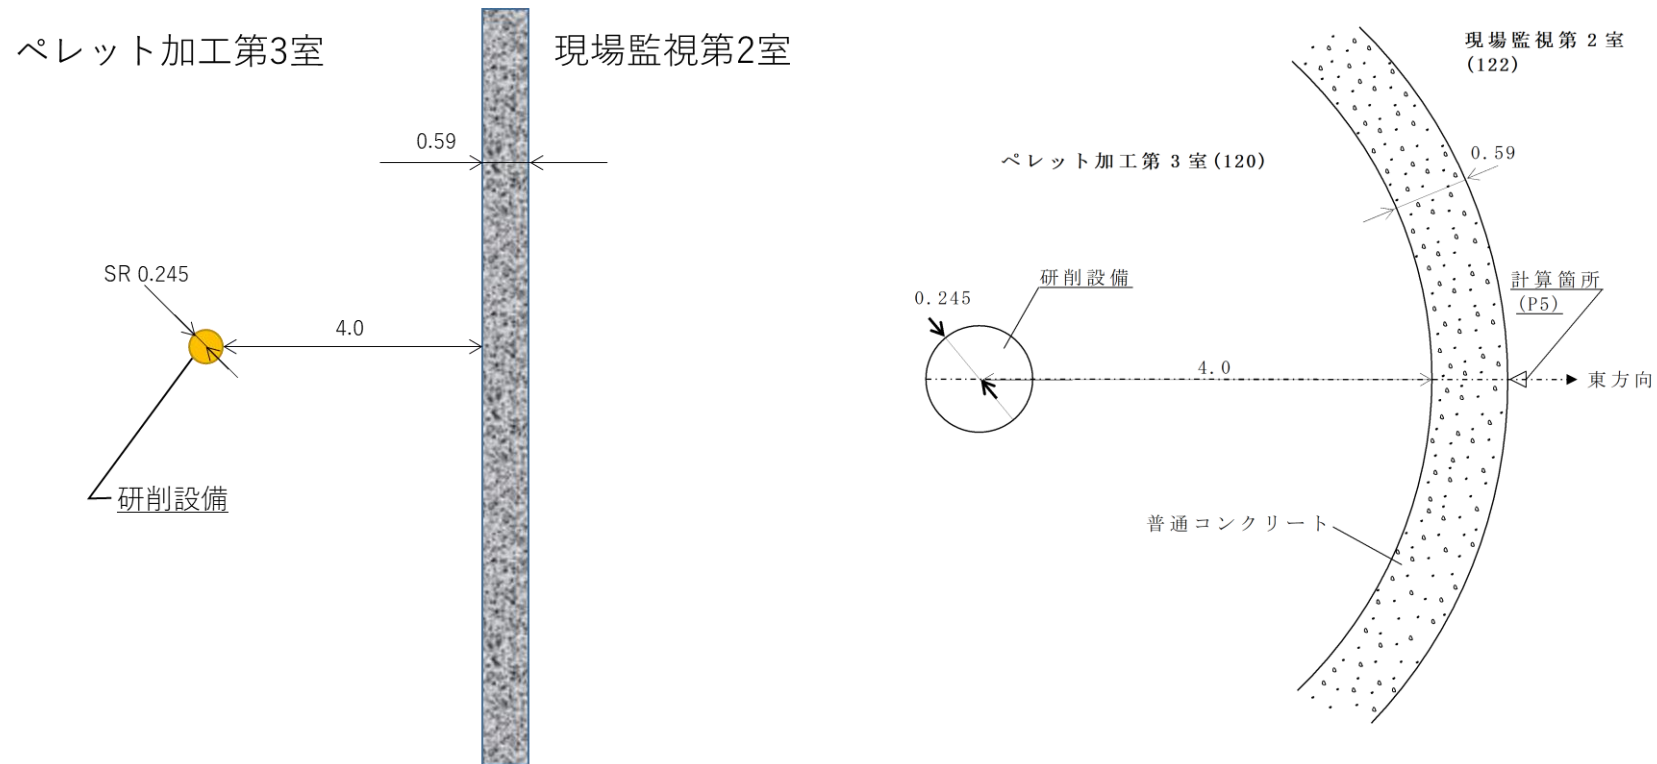 ペレット加工第3室
現場監視第2室
0.59
SR 0.245
4.0
研削設備
現場監視第2室
(122)
ペレット加工第3室(120)
0.59
研削設備
0.245
計算箇所
(P5)
4.0
東方向
普通コンクリート